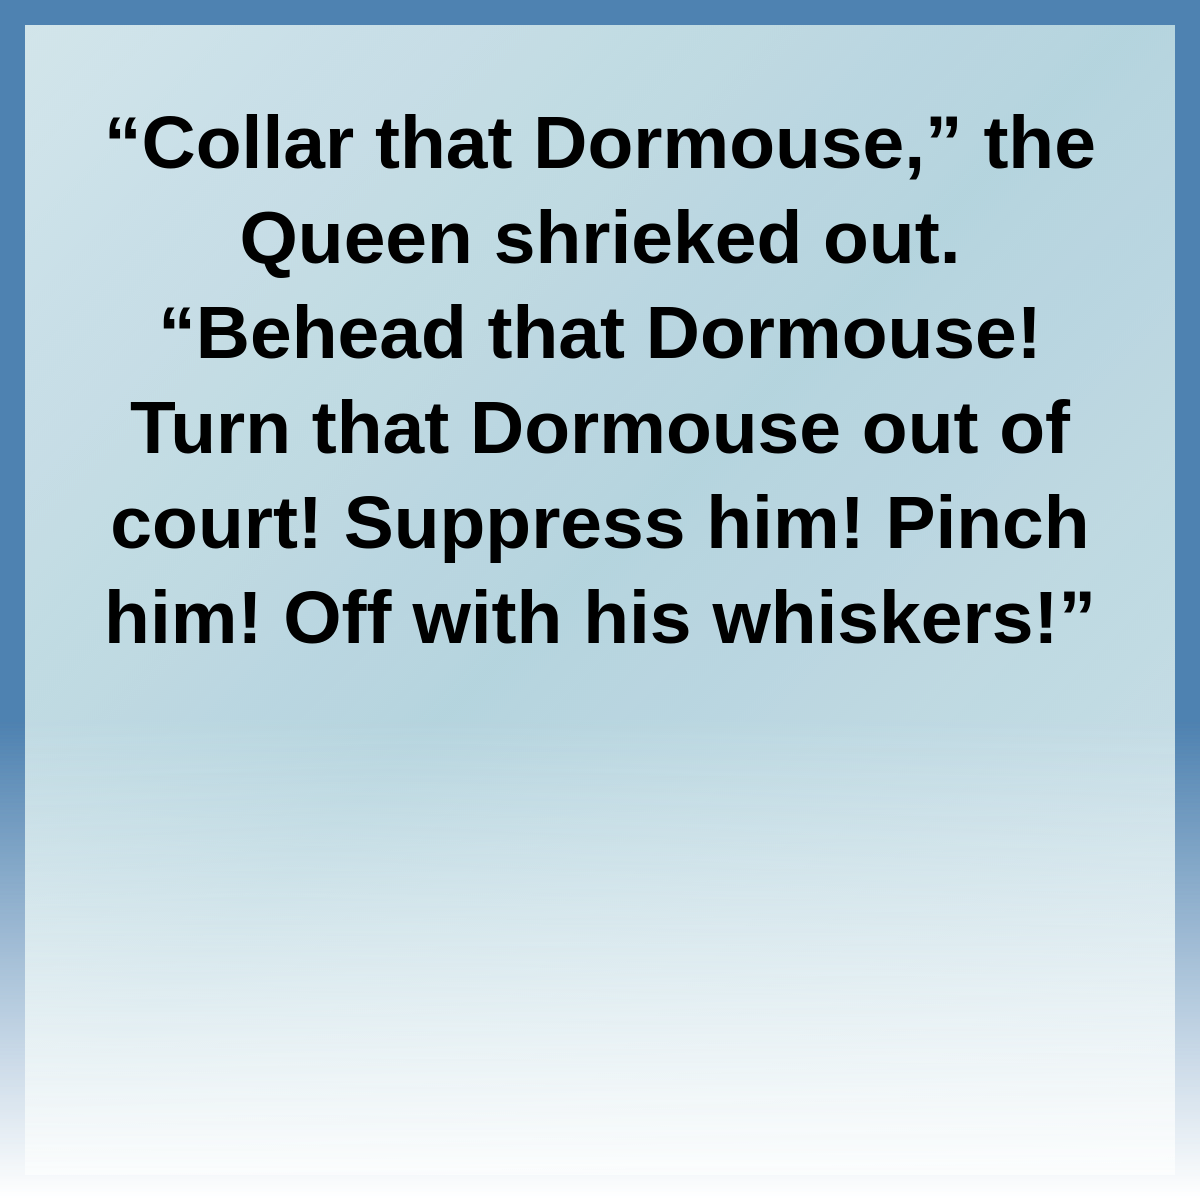 “Collar that Dormouse,” the
Queen shrieked out.
“Behead that Dormouse!
Turn that Dormouse out of
court! Suppress him! Pinch
him! Off with his whiskers!”